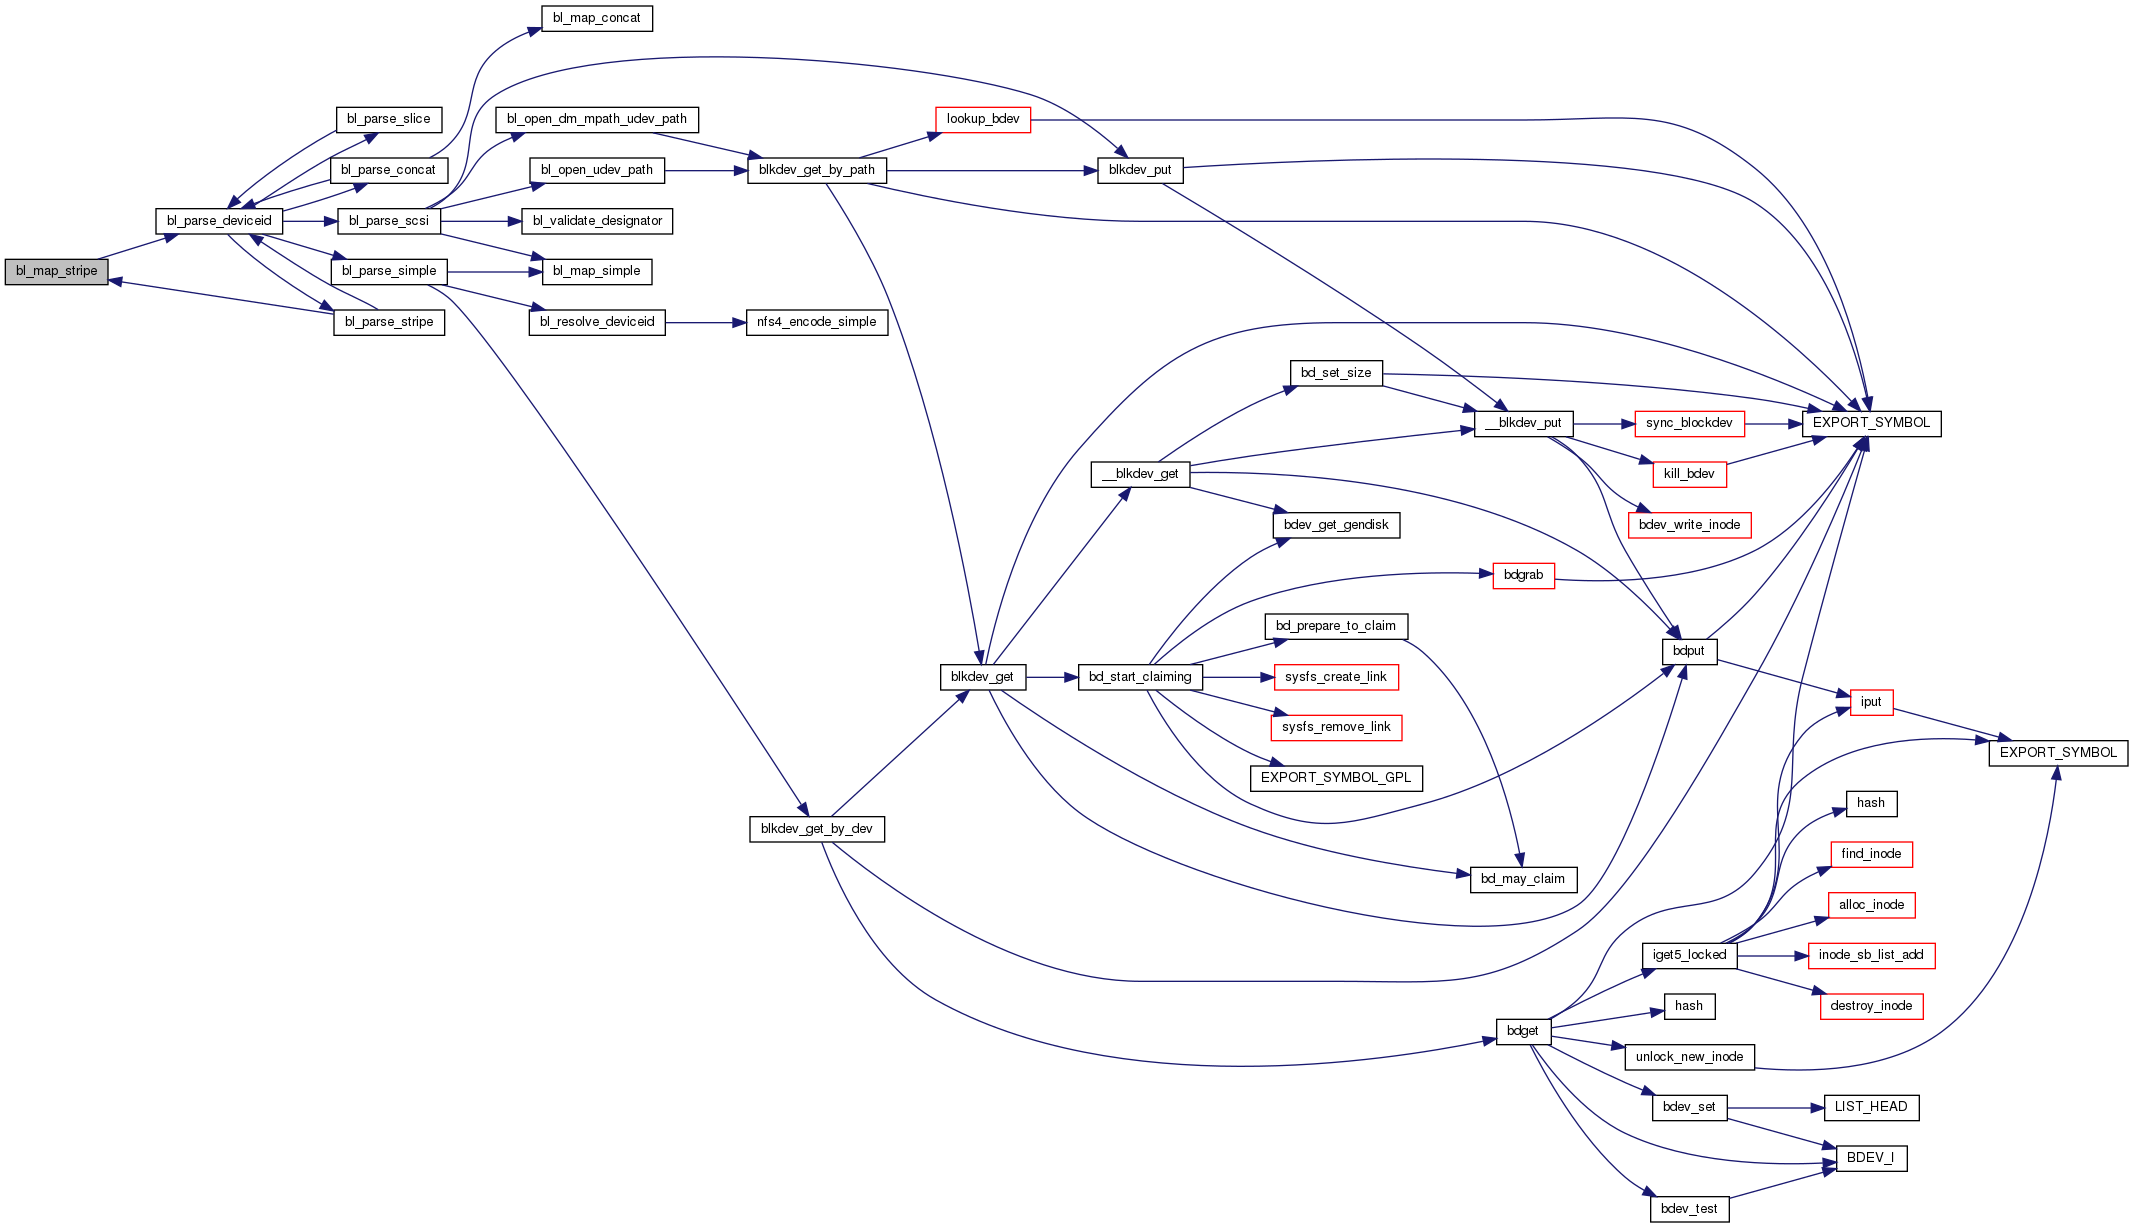 bl_map_stripe
bl_parse_deviceid
bl_parse_slice
bl_parse_concat
bl_parse_scsi
bl_parse_simple
bl_parse_stripe
bl_map_concat
bl_open_dm_mpath_udev_path
bl_open_udev_path
bl_validate_designator
bl_map_simple
bl_resolve_deviceid
nfs4_encode_simple
blkdev_get_by_path
blkdev_get_by_dev
lookup_bdev
blkdev_get
blkdev_put
__blkdev_get
bd_start_claiming
bd_set_size
bdev_get_gendisk
bd_prepare_to_claim
sysfs_create_link
sysfs_remove_link
EXPORT_SYMBOL_GPL
__blkdev_put
bdgrab
bd_may_claim
bdget
sync_blockdev
kill_bdev
bdev_write_inode
bdput
iget5_locked
hash
unlock_new_inode
bdev_set
bdev_test
EXPORT_SYMBOL
iput
hash
find_inode
alloc_inode
inode_sb_list_add
destroy_inode
LIST_HEAD
BDEV_I
EXPORT_SYMBOL